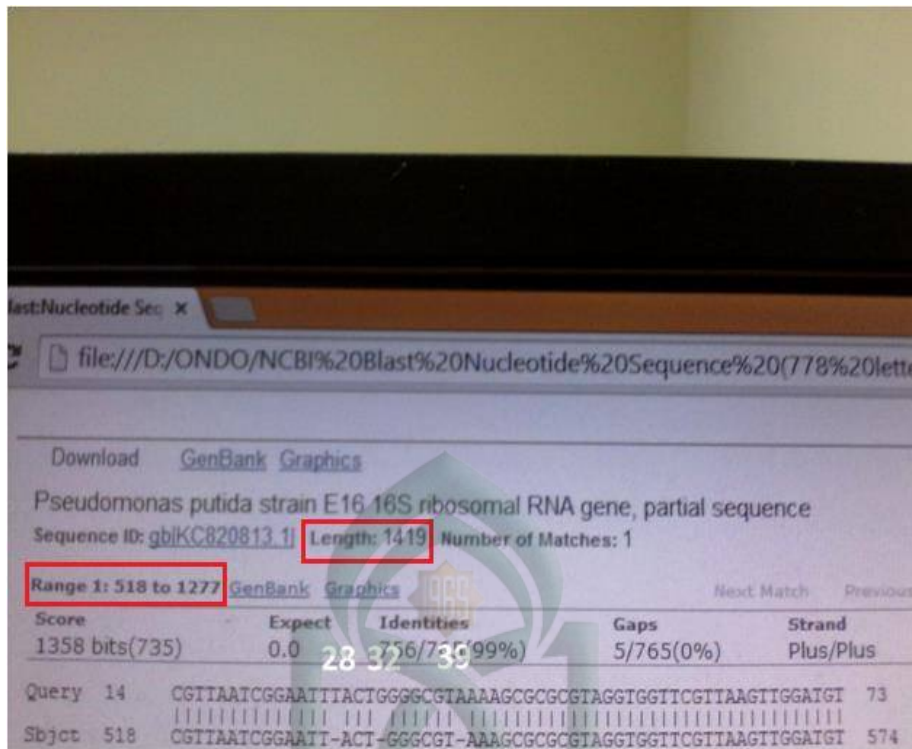 last:Nucleotide Sec ×
file:///D:/ONDO/NCBI%20Blast%20Nucleotide%20Sequence%20(778%20lette
Download GenBank Graphics
Pseudomonas putida strain E16 16S ribosomal RNA gene, partial sequence
Sequence ID: gb|KC820813.1| Length: 1419 Number of Matches: 1
Range 1: 518 to 1277 GenBank Graphics Next Match Previous
Score Expect Identities Gaps Strand
1358 bits(735) 0.0 756/765(99%) 5/765(0%) Plus/Plus
28 32 39
Query 14 CGTTAATCGGAATTTACTGGGGCGTAAAAGCGCGCGTAGGTGGTTCGTTAAGTTGGATGT 73
Sbjct 518 CGTTAATCGGAATT-ACT-GGGCGT-AAAGCGCGCGTAGGTGGTTCGTTAAGTTGGATGT 574